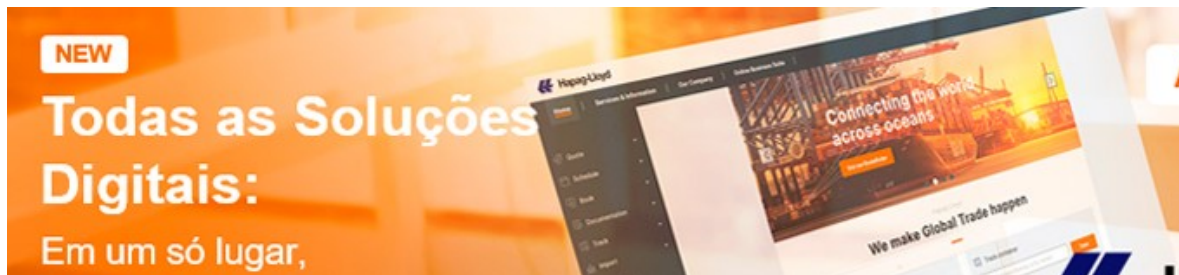 NEW
Todas as Soluções
Digitais:
Em um só lugar,
Hapag-Lloyd
Home
Services & Information
Our Company
Online Business Suite
Quote
Schedule
Book
Documentation
Track
Import
Connecting the world
across oceans
We make Global Trade happen